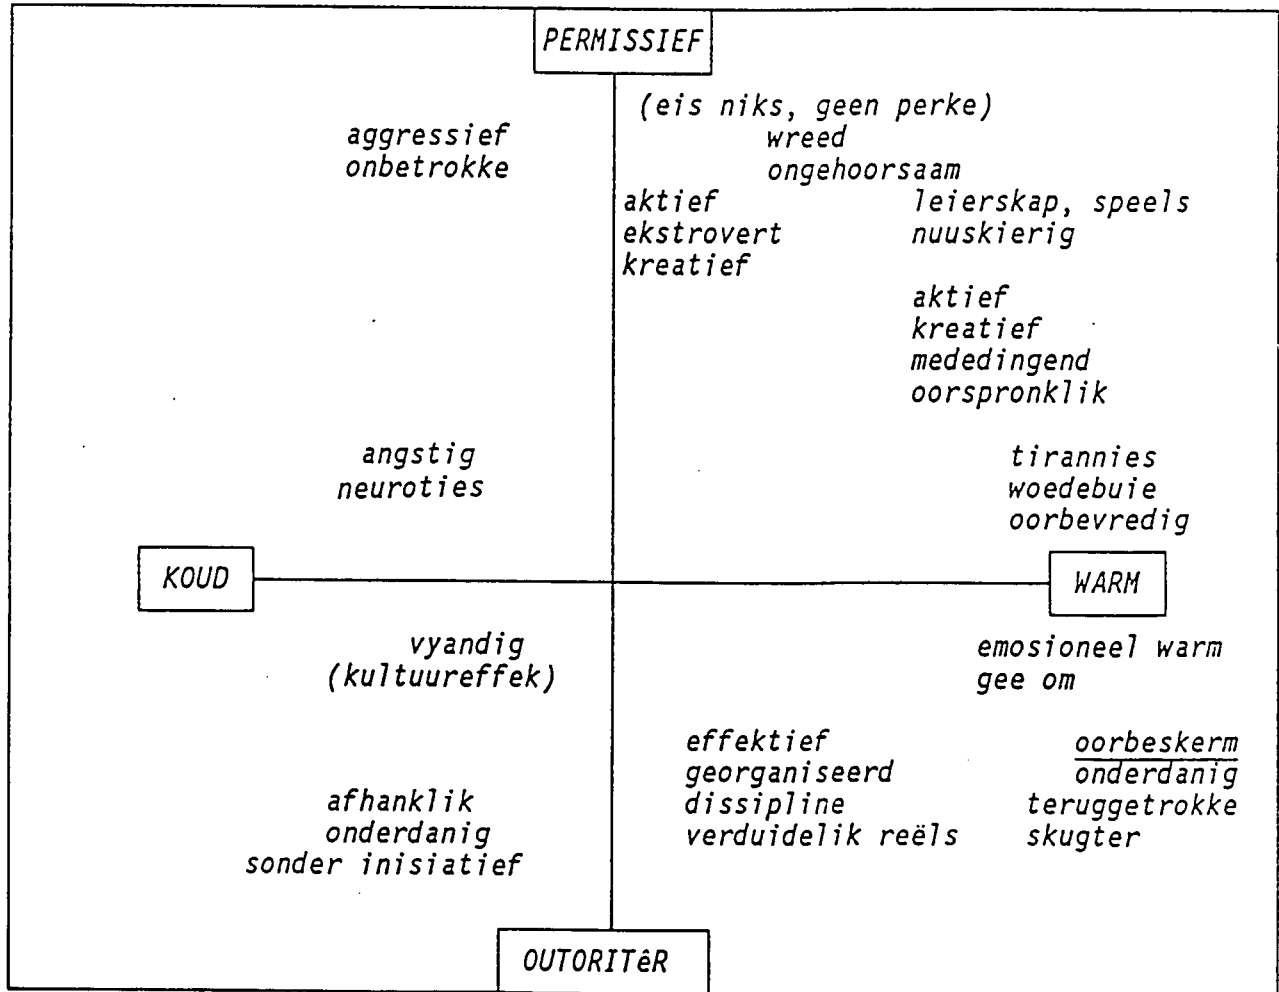 PERMISSIEF
(eis niks, geen perke)
aggressief wreed
onbetrokke ongehoorsaam
aktief leierskap, speels
ekstrovert nuuskierig
kreatief
aktief
kreatief
mededingend
oorspronklik
angstig tirannies
neuroties woedebuie
oorbevredig
KOUD WARM
vyandig emosioneel warm
(kultuureffek) gee om
effektief oorbeskerm
georganiseerd onderdanig
afhanklik dissipline teruggetrokke
onderdanig verduidelik reëls skugter
sonder inisiatief
OUTORITêR